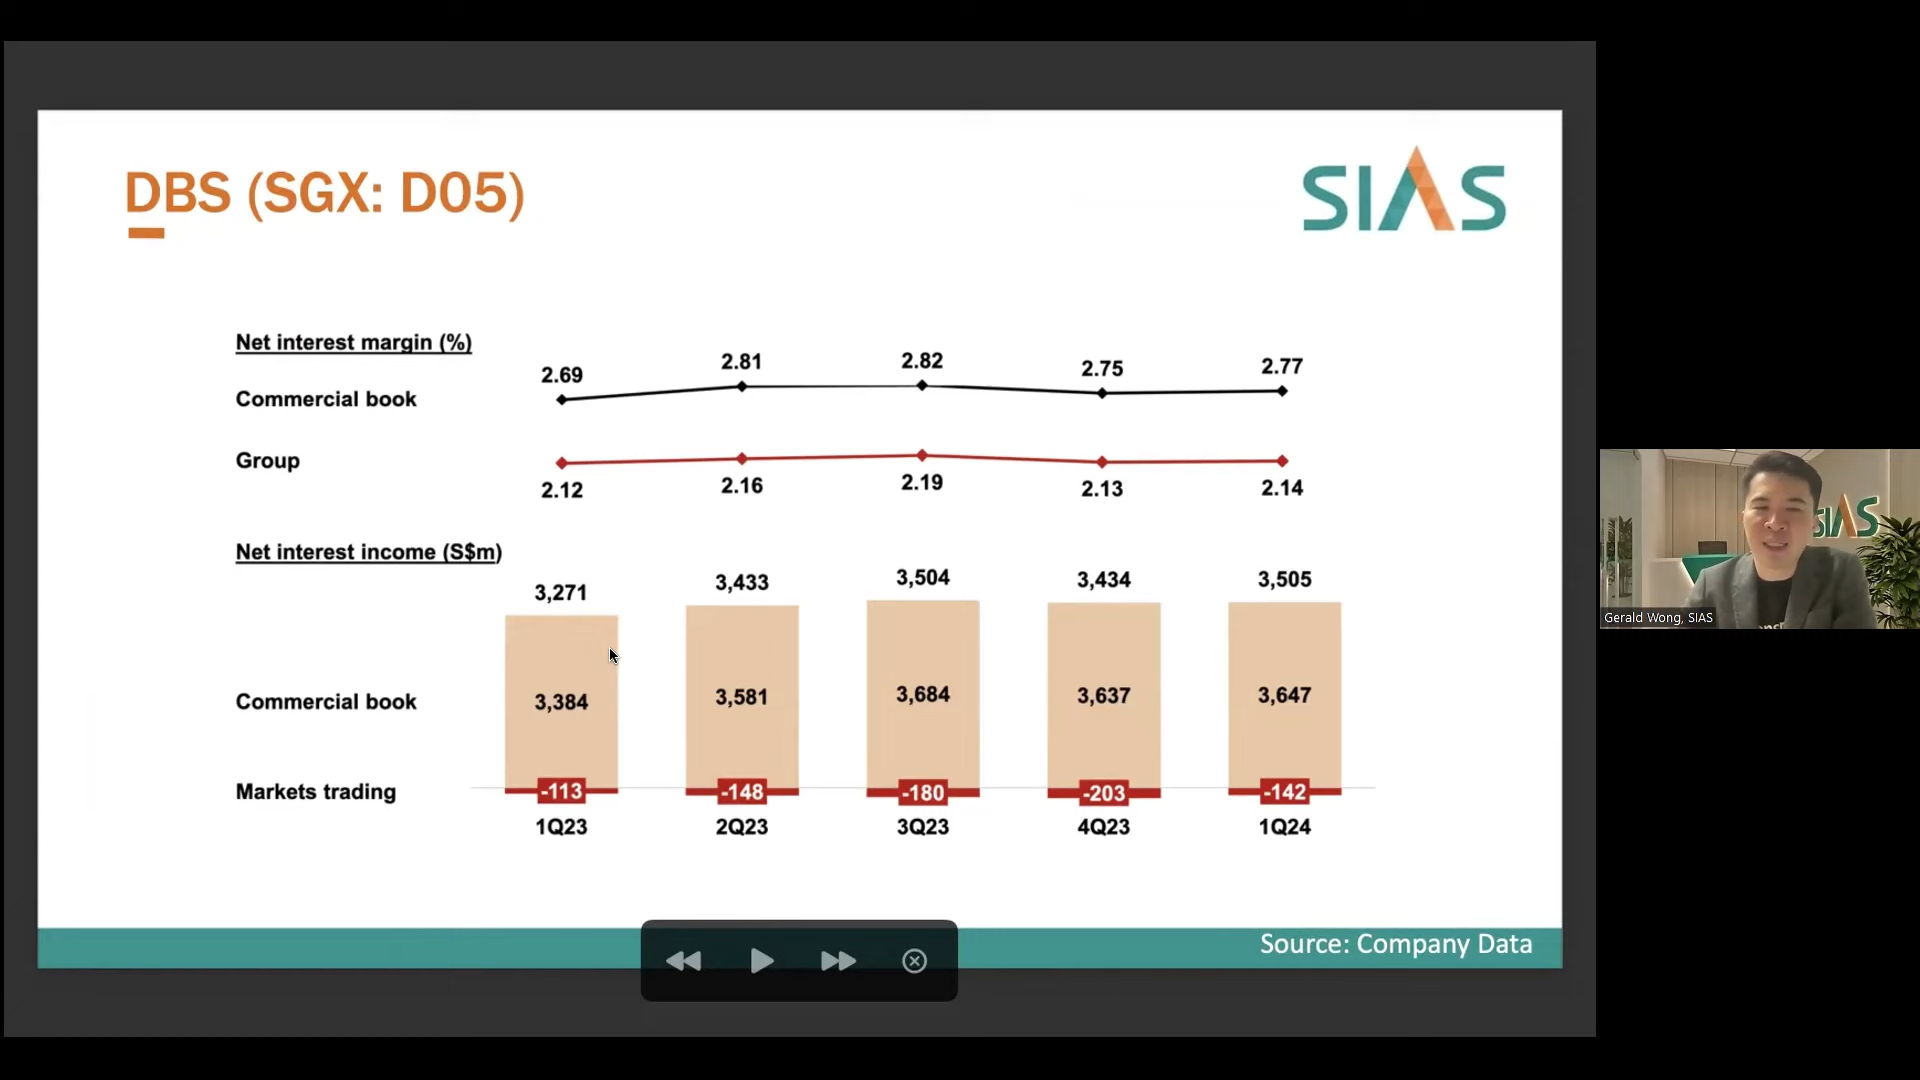 DBS (SGX: D05)
SIAS
Net interest margin (%)
2.69 2.81 2.82 2.75 2.77
Commercial book
Group
2.12 2.16 2.19 2.13 2.14
Net interest income (S$m)
3,271 3,433 3,504 3,434 3,505
Commercial book 3,384 3,581 3,684 3,637 3,647
Markets trading -113 -148 -180 -203 -142
1Q23 2Q23 3Q23 4Q23 1Q24
Source: Company Data
SIAS
Gerald Wong, SIAS